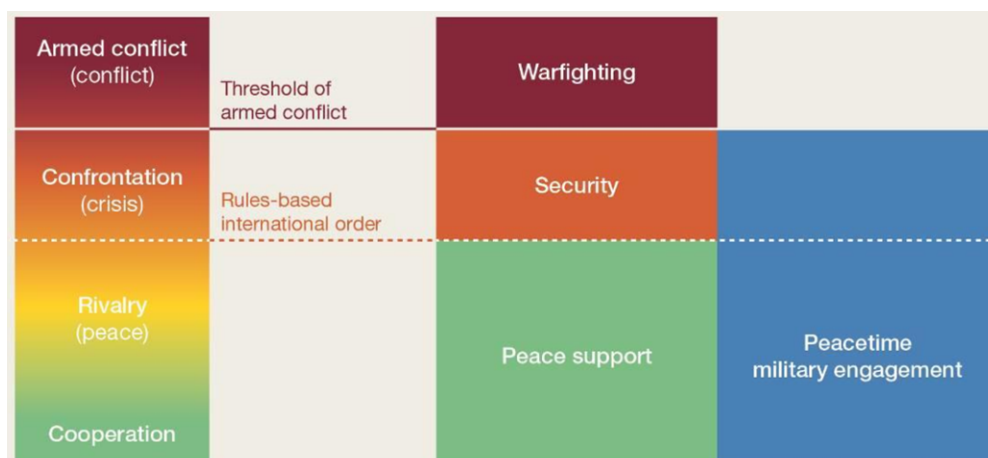 Armed conflict
(conflict)
Threshold of
armed conflict
Warfighting
Confrontation
(crisis)
Rules-based
international order
Security
Rivalry
(peace)
Cooperation
Peace support
Peacetime
military engagement